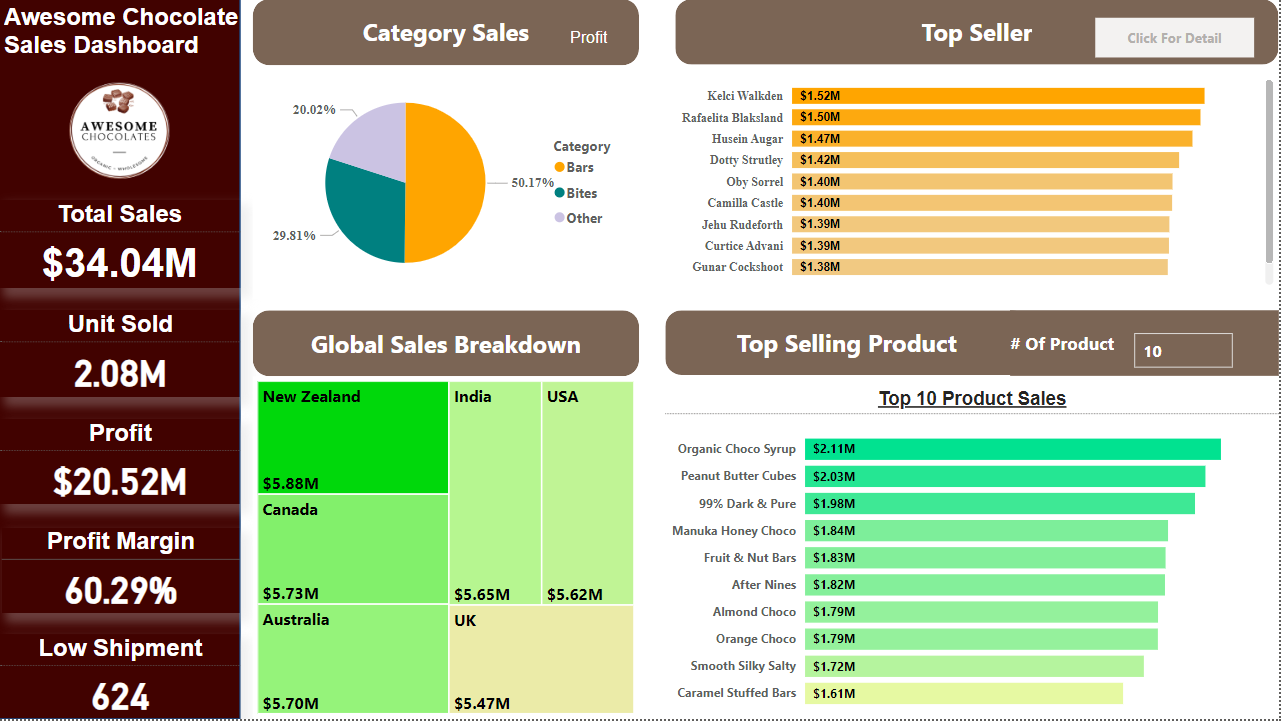 Awesome Chocolate
Sales Dashboard
AWESOME
CHOCOLATES
ORGANIC - WHOLESOME
Total Sales
$34.04M
Unit Sold
2.08M
Profit
$20.52M
Profit Margin
60.29%
Low Shipment
624
Category Sales
Profit
20.02%
50.17%
29.81%
Category
Bars
Bites
Other
Top Seller
Click For Detail
Kelci Walkden $1.52M
Rafaelita Blaksland $1.50M
Husein Augar $1.47M
Dotty Strutley $1.42M
Oby Sorrel $1.40M
Camilla Castle $1.40M
Jehu Rudeforth $1.39M
Curtice Advani $1.39M
Gunar Cockshoot $1.38M
Global Sales Breakdown
New Zealand
$5.88M
Canada
$5.73M
Australia
$5.70M
India
$5.65M
USA
$5.62M
UK
$5.47M
Top Selling Product
# Of Product
10
Top 10 Product Sales
Organic Choco Syrup $2.11M
Peanut Butter Cubes $2.03M
99% Dark & Pure $1.98M
Manuka Honey Choco $1.84M
Fruit & Nut Bars $1.83M
After Nines $1.82M
Almond Choco $1.79M
Orange Choco $1.79M
Smooth Silky Salty $1.72M
Caramel Stuffed Bars $1.61M